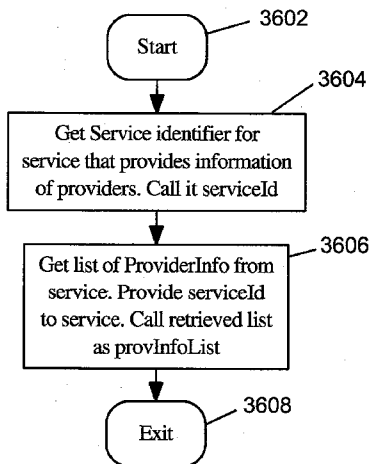 3602
Start
3604
Get Service identifier for
service that provides information
of providers. Call it serviceId
3606
Get list of ProviderInfo from
service. Provide serviceId
to service. Call retrieved list
as provInfoList
3608
Exit